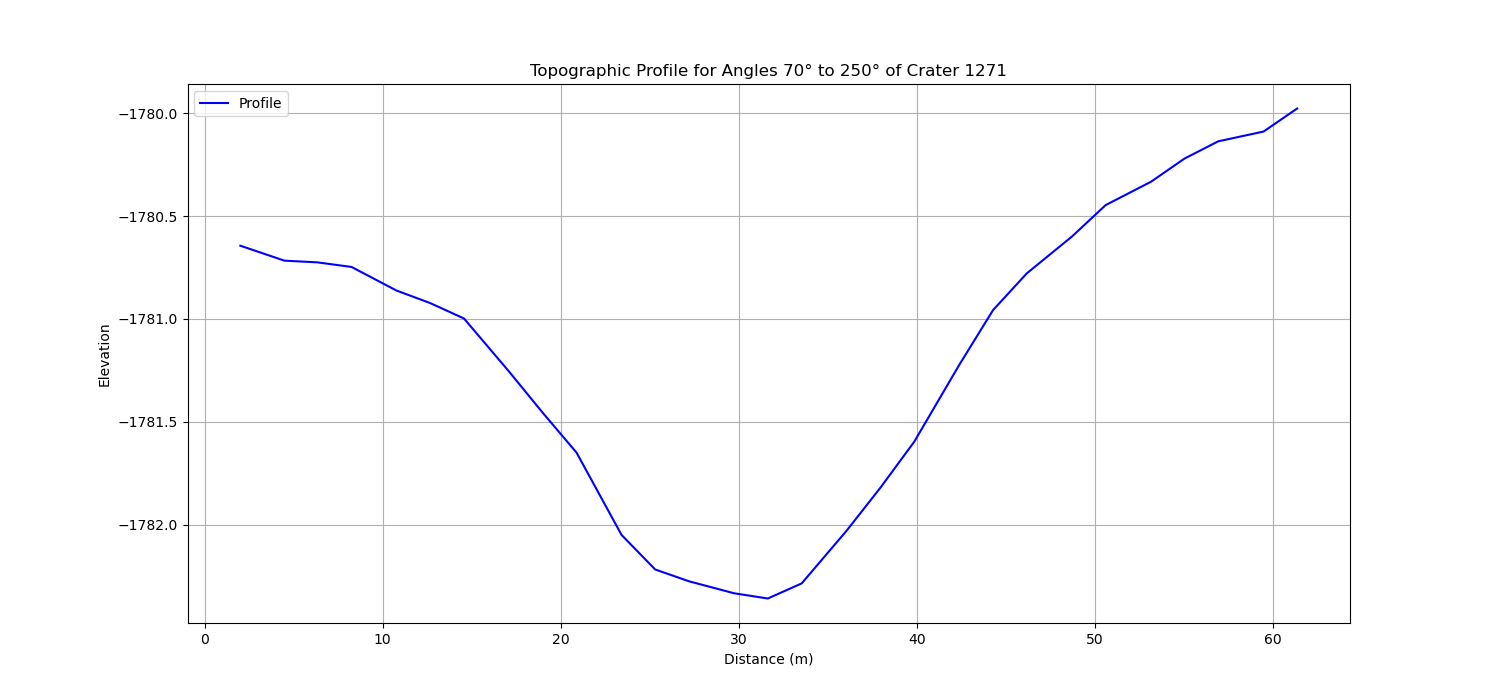 Topographic Profile for Angles 70° to 250° of Crater 1271
Profile
−1780.0
−1780.5
−1781.0
−1781.5
−1782.0
Elevation
0 10 20 30 40 50 60
Distance (m)